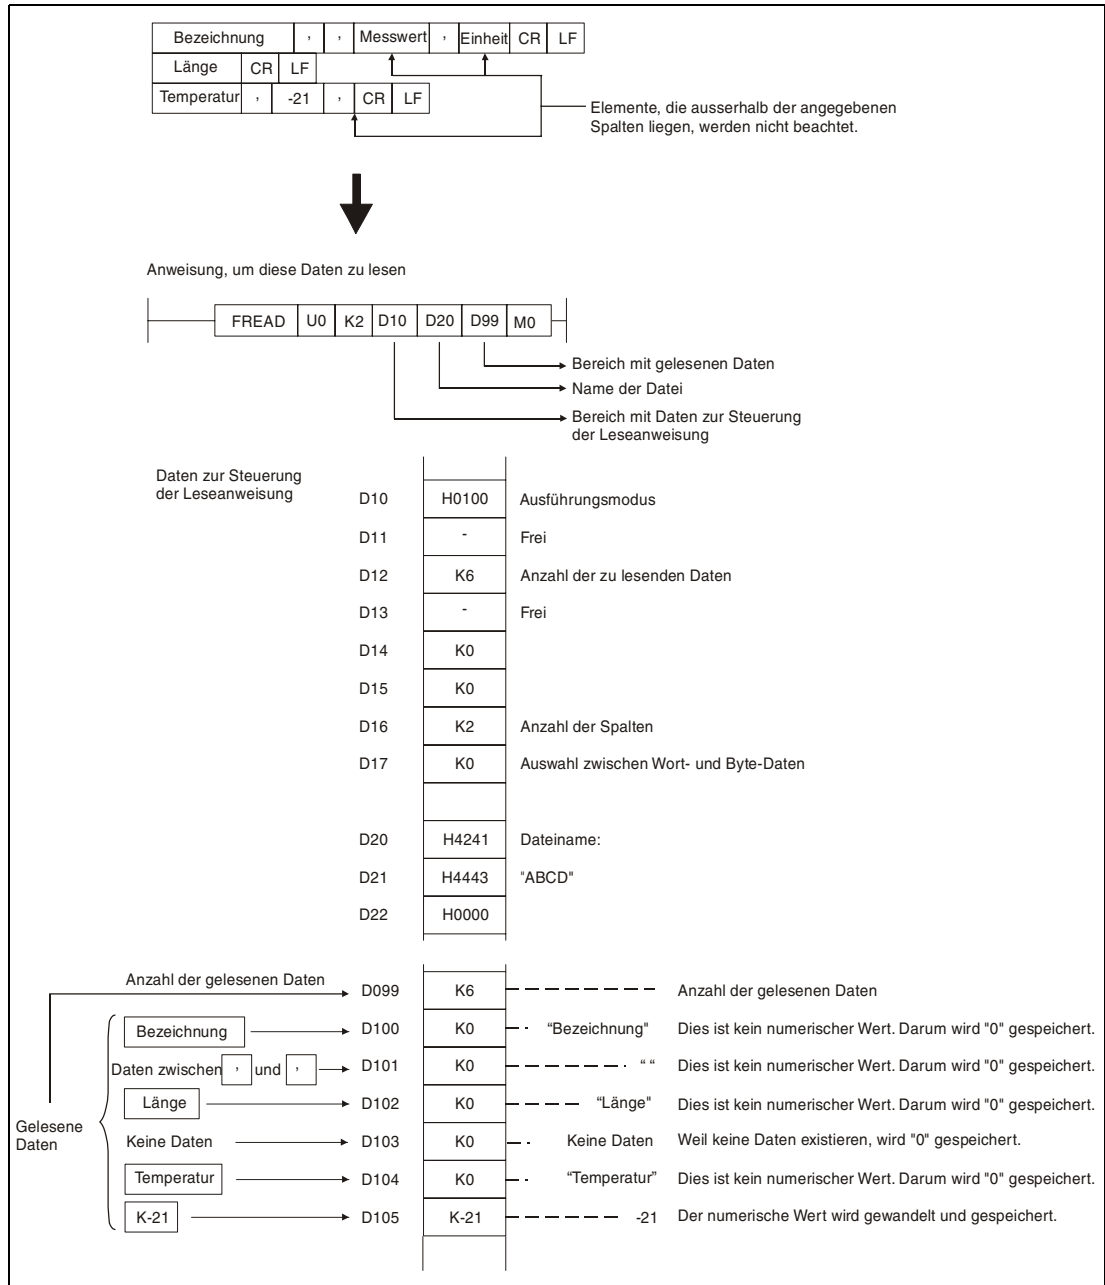 Bezeichnung , , Messwert , Einheit CR LF
Länge CR LF
Temperatur , -21 , CR LF
Elemente, die ausserhalb der angegebenen
Spalten liegen, werden nicht beachtet.
Anweisung, um diese Daten zu lesen
FREAD U0 K2 D10 D20 D99 M0
Bereich mit gelesenen Daten
Name der Datei
Bereich mit Daten zur Steuerung
der Leseanweisung
Daten zur Steuerung
der Leseanweisung
D10 H0100 Ausführungsmodus
D11 - Frei
D12 K6 Anzahl der zu lesenden Daten
D13 - Frei
D14 K0
D15 K0
D16 K2 Anzahl der Spalten
D17 K0 Auswahl zwischen Wort- und Byte-Daten
D20 H4241 Dateiname:
D21 H4443 "ABCD"
D22 H0000
Anzahl der gelesenen Daten D099 K6 Anzahl der gelesenen Daten
Bezeichnung D100 K0 “Bezeichnung" Dies ist kein numerischer Wert. Darum wird "0" gespeichert.
Daten zwischen , und , D101 K0 “ “ Dies ist kein numerischer Wert. Darum wird "0" gespeichert.
Länge D102 K0 “Länge" Dies ist kein numerischer Wert. Darum wird "0" gespeichert.
Gelesene
Daten
Keine Daten D103 K0 Keine Daten Weil keine Daten existieren, wird "0" gespeichert.
Temperatur D104 K0 “Temperatur” Dies ist kein numerischer Wert. Darum wird "0" gespeichert.
K-21 D105 K-21 -21 Der numerische Wert wird gewandelt und gespeichert.